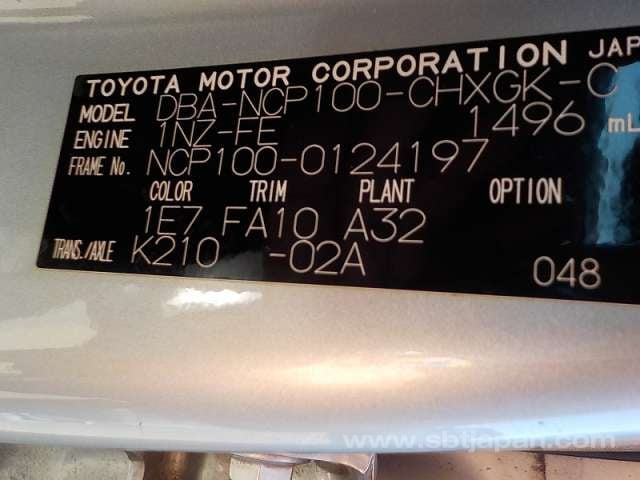 TOYOTA MOTOR CORPORATION JAP
MODEL DBA-NCP100-CHXGK-C
ENGINE 1NZ-FE 1496 mL
FRAME No. NCP100-0124197
COLOR TRIM PLANT OPTION
1E7 FA10 A32
TRANS./AXLE K210 -02A 048
www.sbtjapan.com